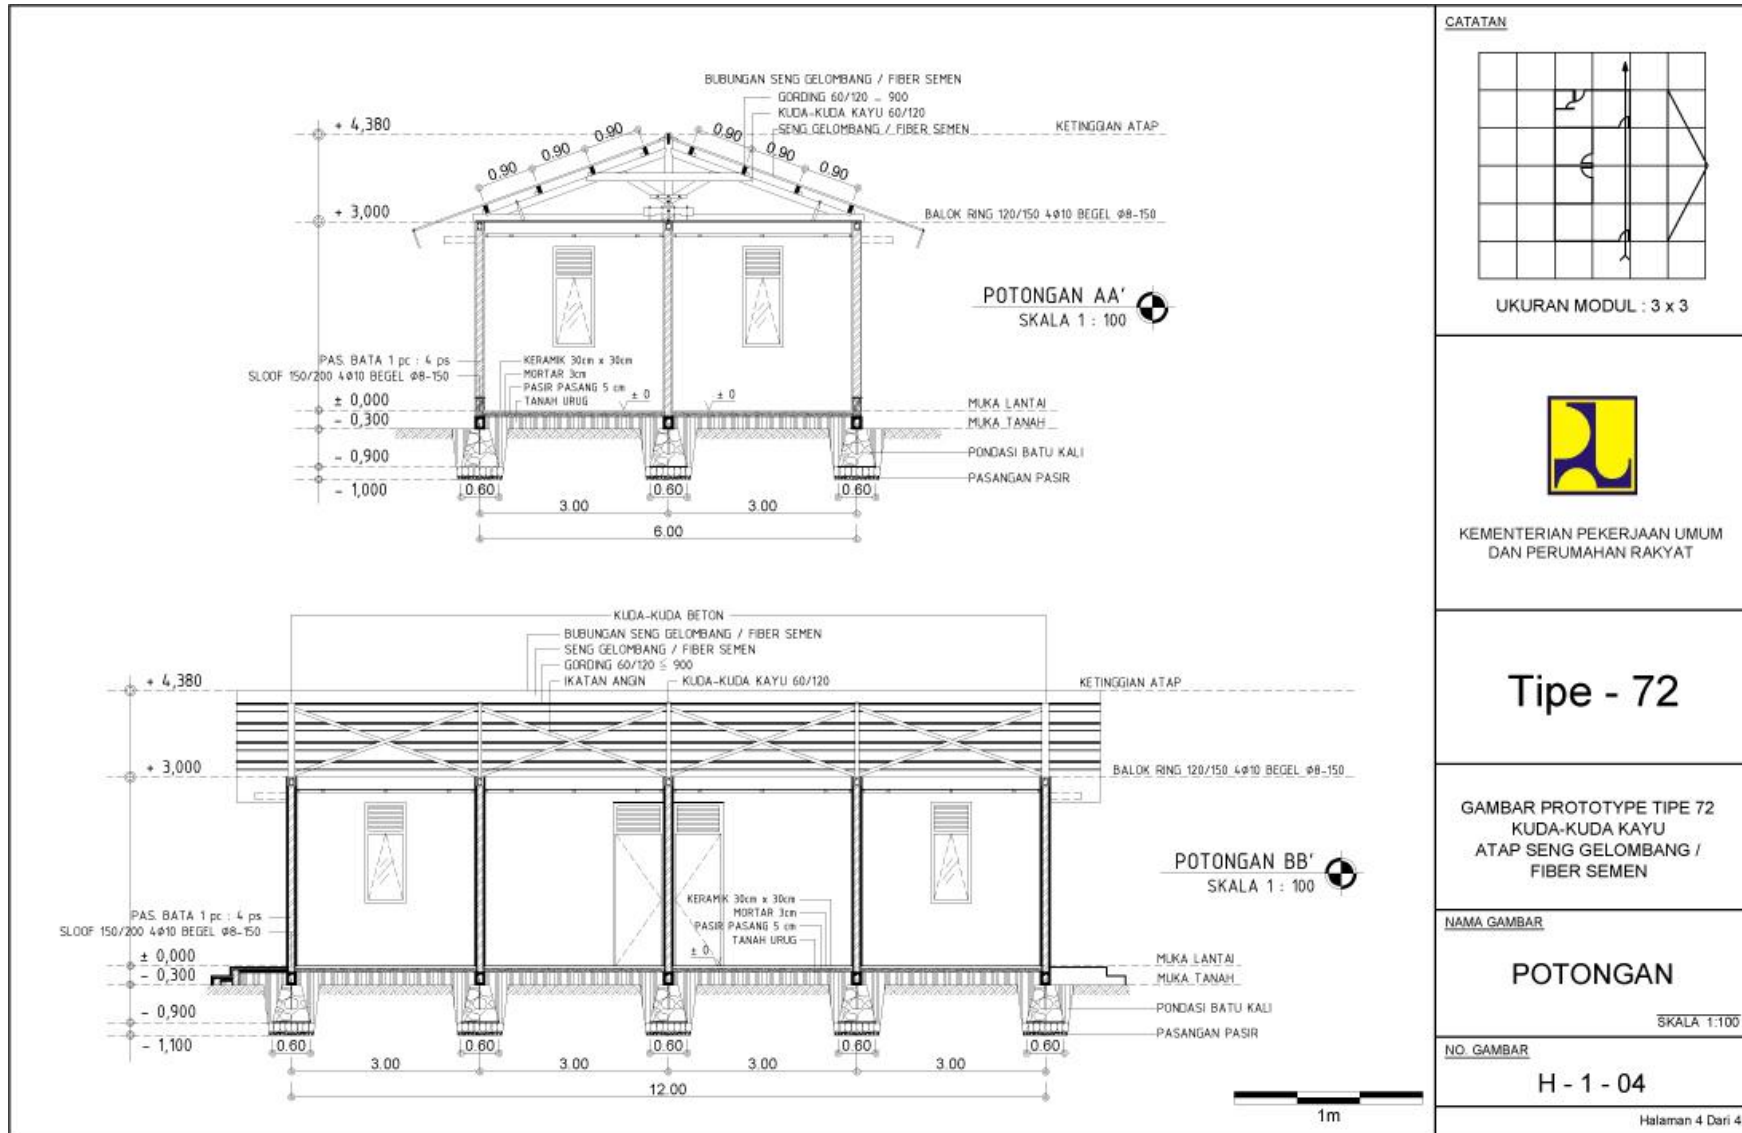 BUBUNGAN SENG GELOMBANG / FIBER SEMEN
GORDING 60/120 – 900
KUDA-KUDA KAYU 60/120
SENG GELOMBANG / FIBER SEMEN
KETINGGIAN ATAP
+ 4,380
0.90
0.90
0.90
0.90
0.90
0.90
+ 3,000
BALOK RING 120/150 4Ø10 BEGEL Ø8-150
POTONGAN AA'
SKALA 1 : 100
PAS. BATA 1 pc : 4 ps
SLOOF 150/200 4Ø10 BEGEL Ø8-150
KERAMIK 30cm x 30cm
MORTAR 3cm
PASIR PASANG 5 cm
TANAH URUG
± 0
± 0
± 0,000
- 0,300
- 0,900
- 1,000
MUKA LANTAI
MUKA TANAH
PONDASI BATU KALI
PASANGAN PASIR
0.60
0.60
0.60
3.00
3.00
6.00
KUDA-KUDA BETON
BUBUNGAN SENG GELOMBANG / FIBER SEMEN
SENG GELOMBANG / FIBER SEMEN
GORDING 60/120 ≤ 900
IKATAN ANGIN
KUDA-KUDA KAYU 60/120
+ 4,380
KETINGGIAN ATAP
+ 3,000
BALOK RING 120/150 4Ø10 BEGEL Ø8-150
POTONGAN BB'
SKALA 1 : 100
PAS. BATA 1 pc : 4 ps
SLOOF 150/200 4Ø10 BEGEL Ø8-150
KERAMIK 30cm x 30cm
MORTAR 3cm
PASIR PASANG 5 cm
TANAH URUG
± 0
± 0,000
- 0,300
- 0,900
- 1,100
MUKA LANTAI
MUKA TANAH
PONDASI BATU KALI
PASANGAN PASIR
0.60
0.60
0.60
0.60
0.60
3.00
3.00
3.00
3.00
12.00
1m
CATATAN
UKURAN MODUL : 3 x 3
KEMENTERIAN PEKERJAAN UMUM
DAN PERUMAHAN RAKYAT
Tipe - 72
GAMBAR PROTOTYPE TIPE 72
KUDA-KUDA KAYU
ATAP SENG GELOMBANG /
FIBER SEMEN
NAMA GAMBAR
POTONGAN
SKALA 1:100
NO. GAMBAR
H - 1 - 04
Halaman 4 Dari 4